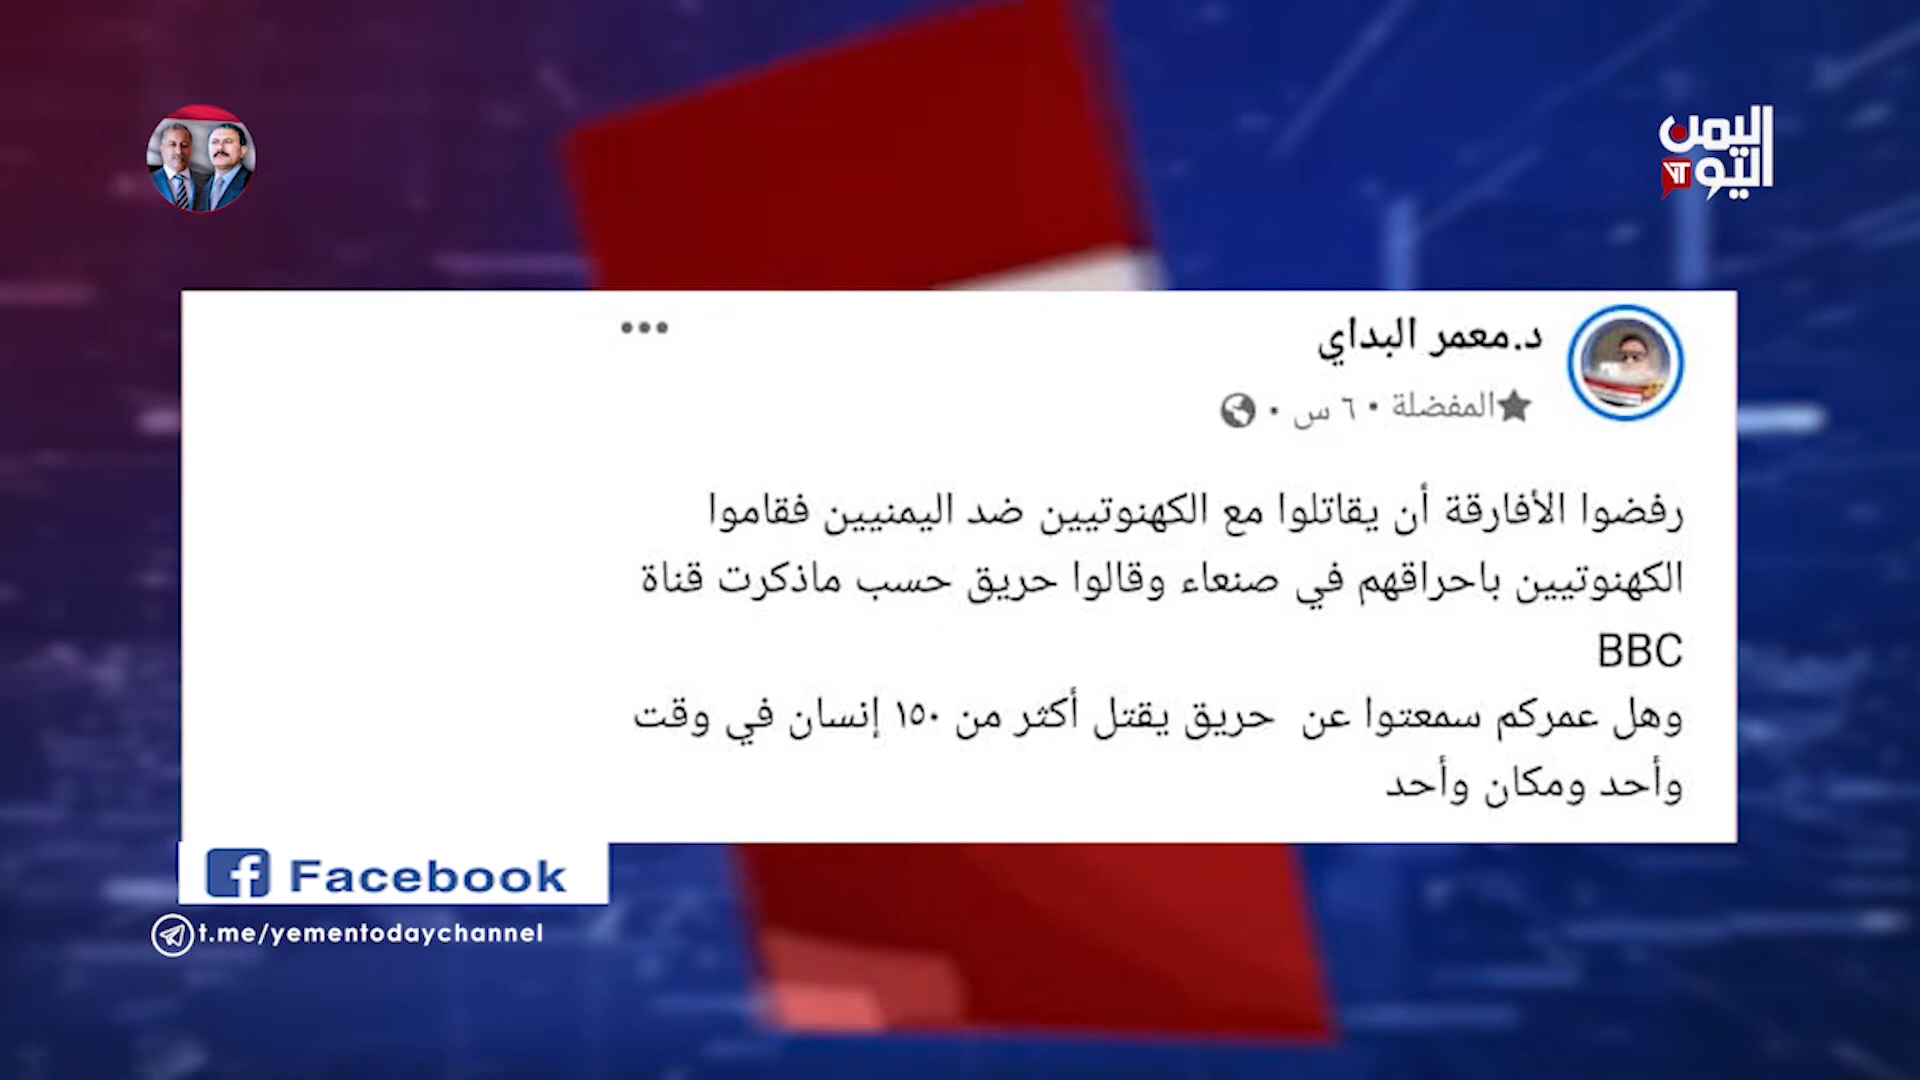 اليمن
اليوم
YT
د.معمر البداي
المفضلة • ٦ س •
رفضوا الأفارقة أن يقاتلوا مع الكهنوتيين ضد اليمنيين فقاموا
الكهنوتيين باحراقهم في صنعاء وقالوا حريق حسب ماذكرت قناة
BBC
وهل عمركم سمعتوا عن حريق يقتل أكثر من ١٥٠ إنسان في وقت
وأحد ومكان وأحد
Facebook
t.me/yementodaychannel